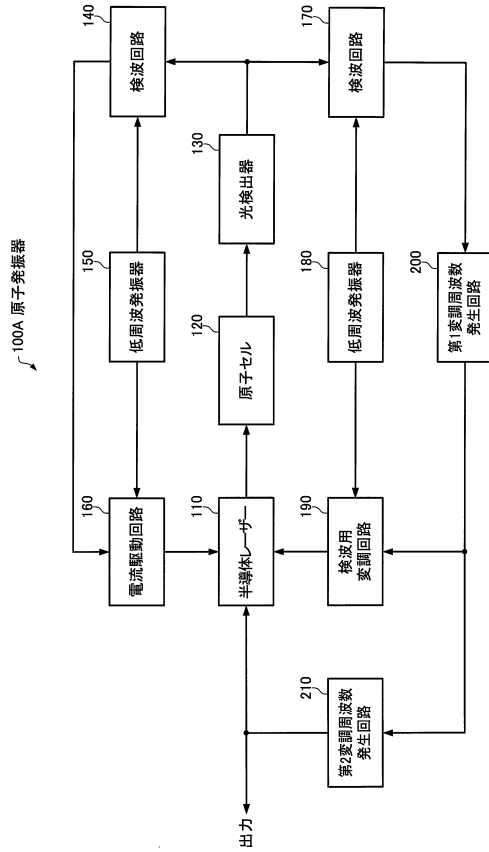 100A 原子発振器
160
電流駆動回路
150
低周波発振器
140
検波回路
110
半導体レーザー
120
原子セル
130
光検出器
190
検波用
変調回路
180
低周波発振器
170
検波回路
210
第2変調周波数
発生回路
200
第1変調周波数
発生回路
出力